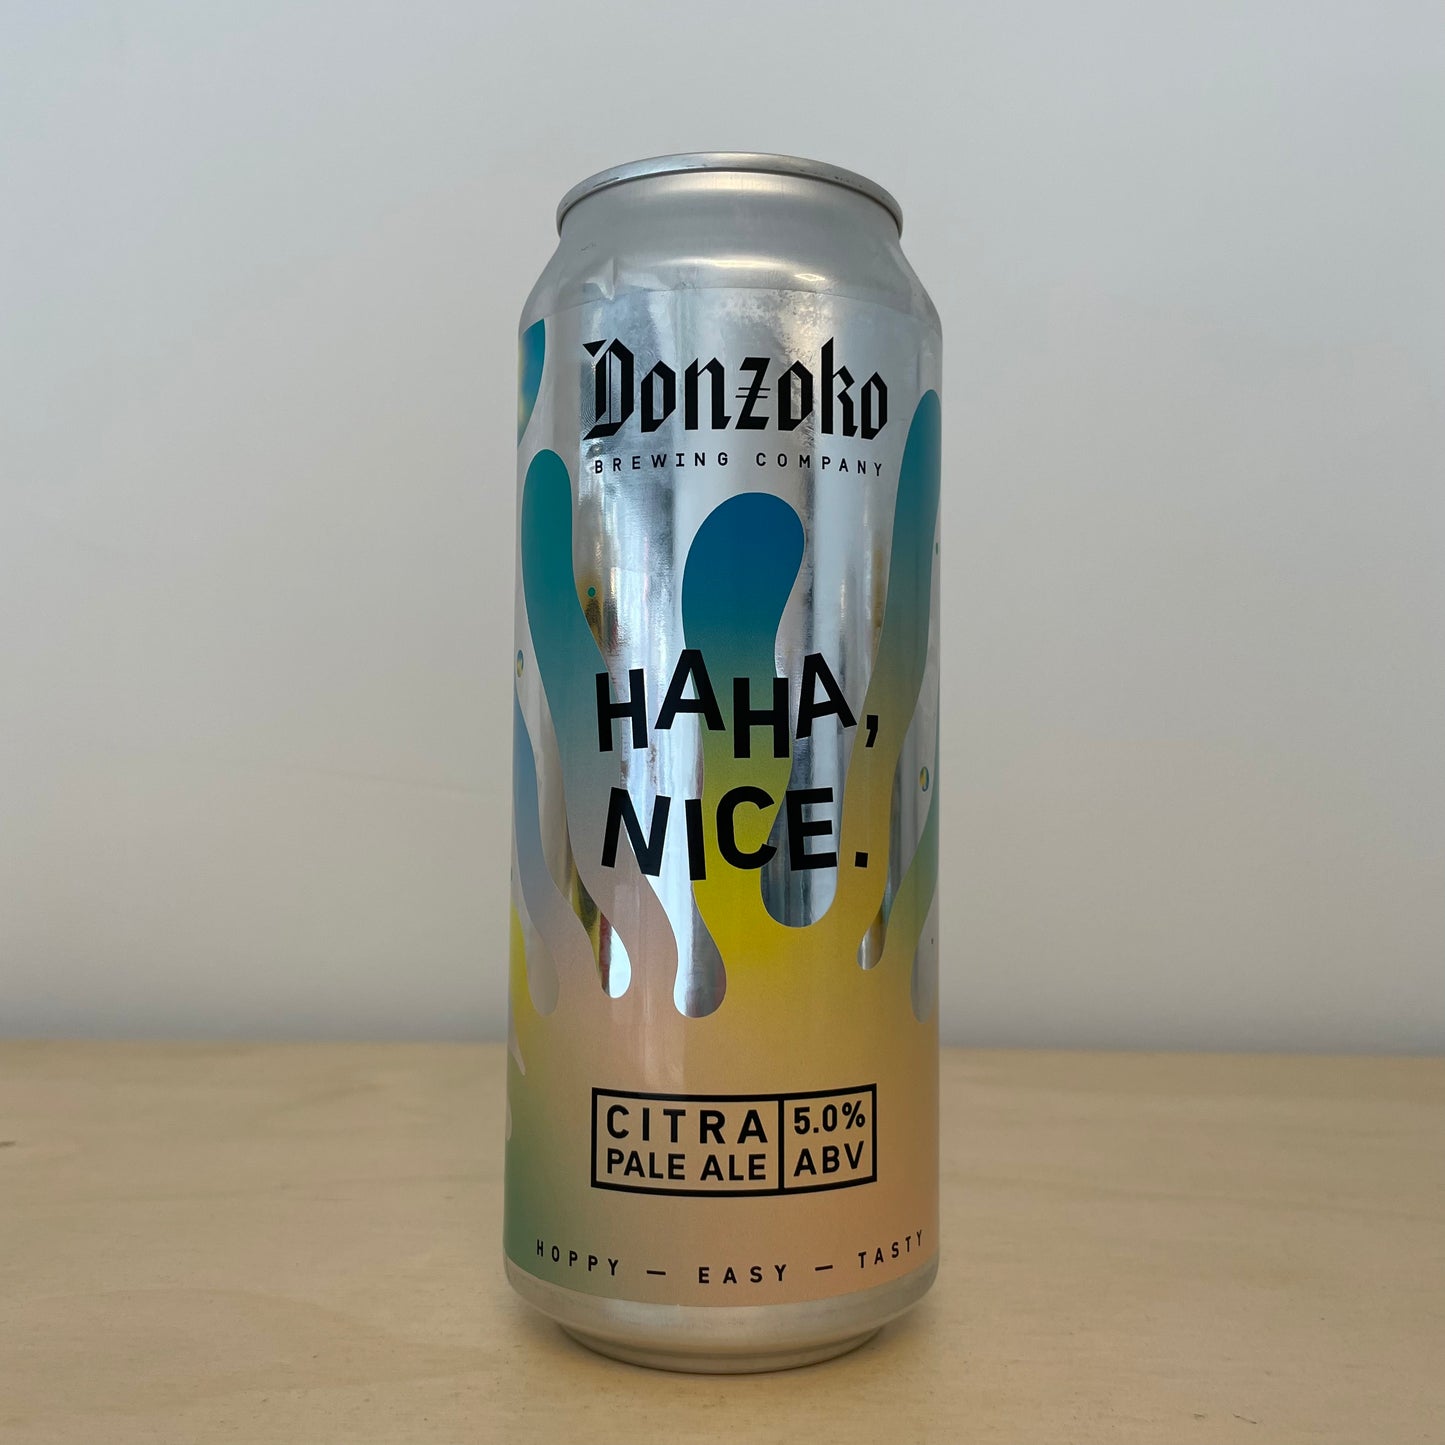 Donzoko
BREWING COMPANY
HAHA,
NICE.
CITRA 5.0%
PALE ALE ABV
HOPPY — EASY — TASTY